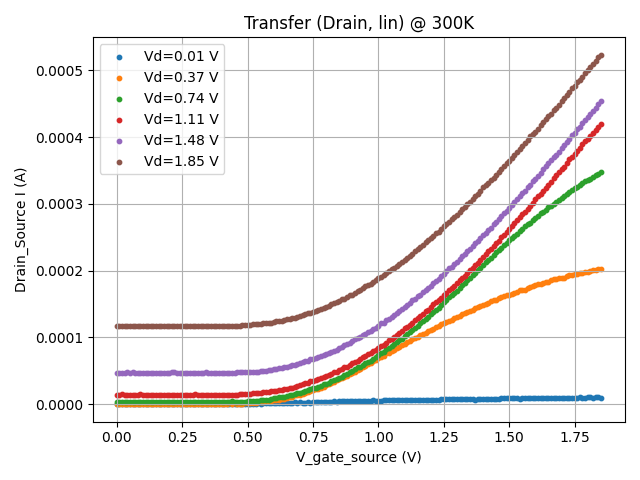 Transfer (Drain, lin) @ 300K
Vd=0.01 V
Vd=0.37 V
Vd=0.74 V
Vd=1.11 V
Vd=1.48 V
Vd=1.85 V
Drain_Source I (A)
0.0005
0.0004
0.0003
0.0002
0.0001
0.0000
0.00 0.25 0.50 0.75 1.00 1.25 1.50 1.75
V_gate_source (V)